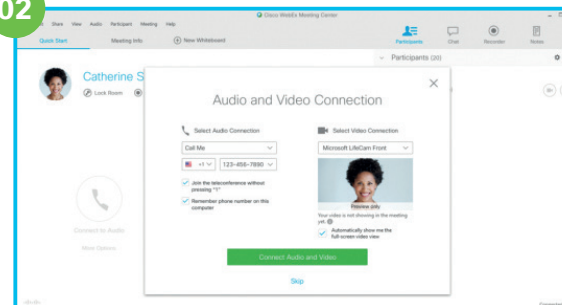 02
Cisco WebEx Meeting Center
Share View Audio Participant Meeting Help
Quick Start Meeting Info New Whiteboard
Participants Chat Recorder Notes
Participants (20)
Catherine S
Lock Room
Audio and Video Connection
Select Audio Connection
Call Me
+1 123-456-7890
Join the teleconference without
pressing "1"
Remember phone number on this
computer
Select Video Connection
Microsoft LifeCam Front
Preview only
Your video is not showing in the meeting
yet.
Automatically show me the
full-screen video view
Connect Audio and Video
Skip
Connect to Audio
More Options